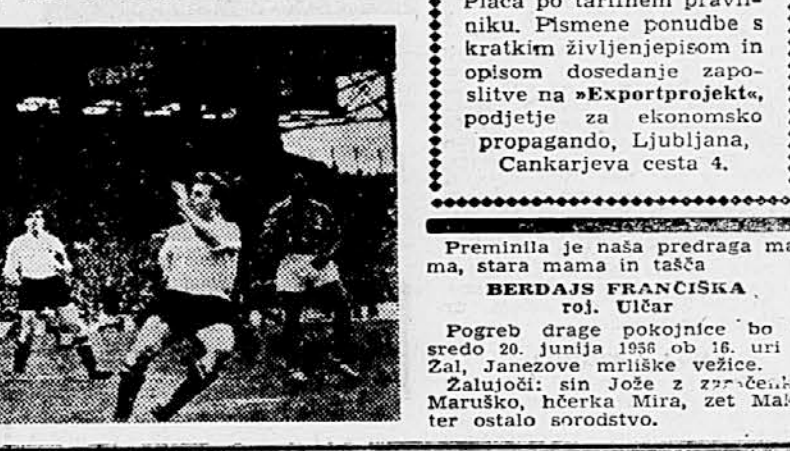 Plača po tarifnem pravil-
niku. Pismene ponudbe s
kratkim življenjepisom in
opisom dosedanje zapo-
slitve na »Exportprojekt«,
podjetje za ekonomsko
propagando, Ljubljana,
Cankarjeva cesta 4.
Preminila je naša predraga ma
ma, stara mama in tašča
BERDAJS FRANČIŠKA
roj. Ulčar
Pogreb drage pokojnice bo
sredo 20. junija 1956 ob 16. uri
Žal, Janezove mrliške vežice.
Žalujoči: sin Jože z
Maruško, hčerka Mira, zet
ter ostalo sorodstvo.